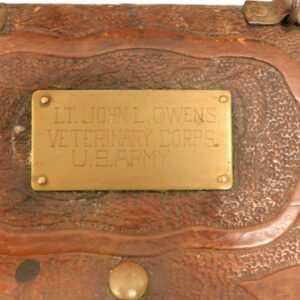 LT. JOHN L. OWENS.
VETERINARY CORPS.
U.S. ARMY.